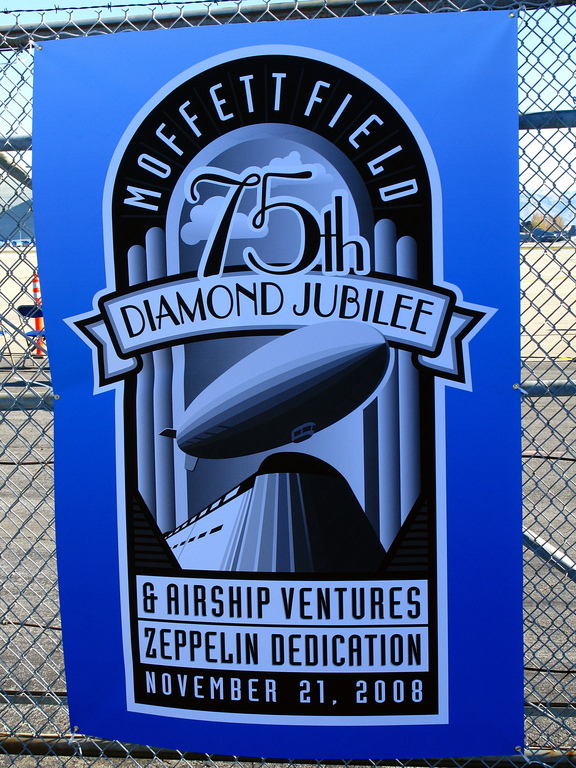 MOFFETT FIELD
75th
DIAMOND JUBILEE
& AIRSHIP VENTURES
ZEPPELIN DEDICATION
NOVEMBER 21, 2008